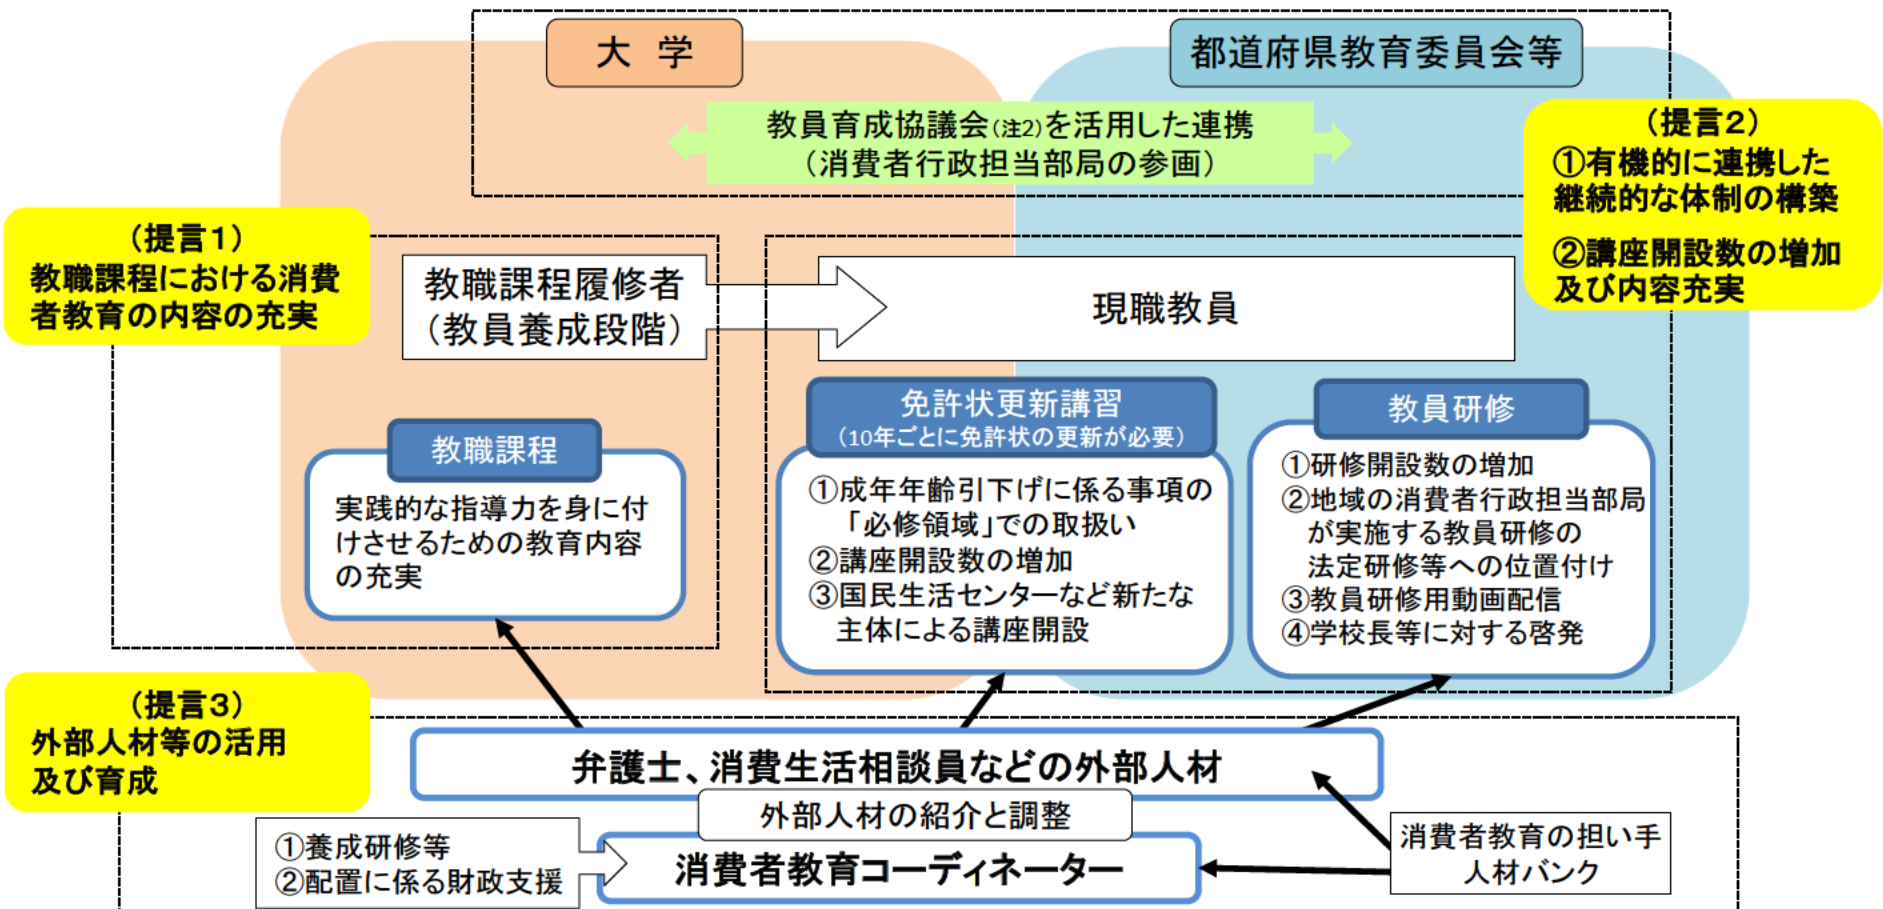 大 学
都道府県教育委員会等
教員育成協議会(注2)を活用した連携
(消費者行政担当部局の参画)
(提言2)
①有機的に連携した
継続的な体制の構築
②講座開設数の増加
及び内容充実
(提言1)
教職課程における消費
者教育の内容の充実
教職課程履修者
(教員養成段階)
現職教員
教職課程
実践的な指導力を身に付
けさせるための教育内容
の充実
免許状更新講習
(10年ごとに免許状の更新が必要)
①成年年齢引下げに係る事項の
「必修領域」での取扱い
②講座開設数の増加
③国民生活センターなど新たな
主体による講座開設
教員研修
①研修開設数の増加
②地域の消費者行政担当部局
が実施する教員研修の
法定研修等への位置付け
③教員研修用動画配信
④学校長等に対する啓発
(提言3)
外部人材等の活用
及び育成
弁護士、消費生活相談員などの外部人材
外部人材の紹介と調整
①養成研修等
②配置に係る財政支援
消費者教育コーディネーター
消費者教育の担い手
人材バンク